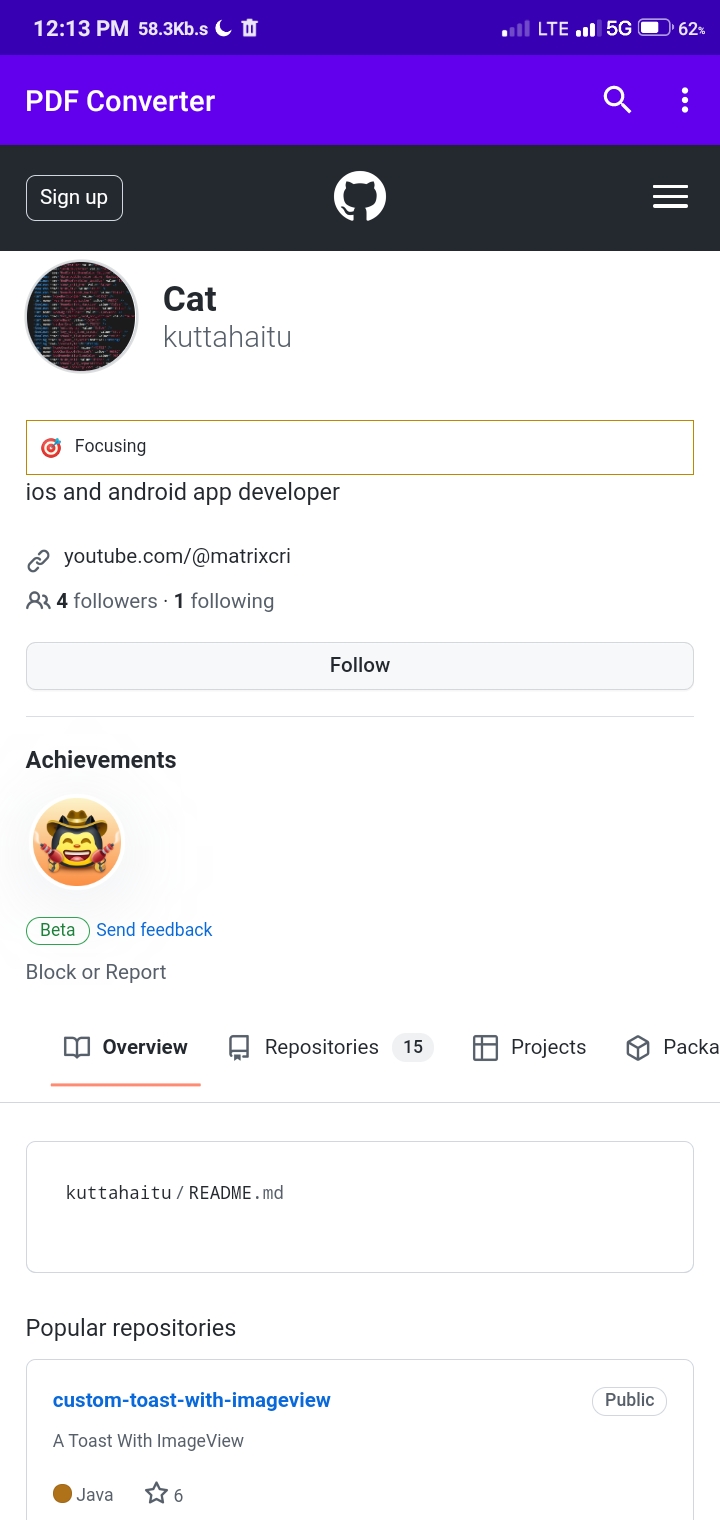 12:13 PM 58.3Kb.s LTE 5G 62%
PDF Converter
Sign up
Cat
kuttahaitu
Focusing
ios and android app developer
youtube.com/@matrixcri
4 followers · 1 following
Follow
Achievements
Beta Send feedback
Block or Report
Overview Repositories 15 Projects Packa
kuttahaitu / README.md
Popular repositories
custom-toast-with-imageview Public
A Toast With ImageView
Java 6